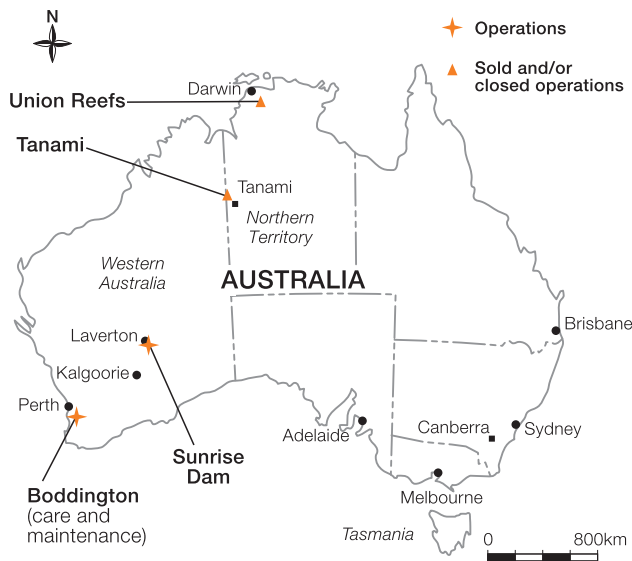 N
Operations
Sold and/or
closed operations
Darwin
Union Reefs
Tanami
Tanami
Northern
Territory
Western
Australia
AUSTRALIA
Laverton
Brisbane
Kalgoorie
Perth
Adelaide
Canberra
Sydney
Sunrise
Dam
Boddington
(care and
maintenance)
Melbourne
Tasmania
0 800km